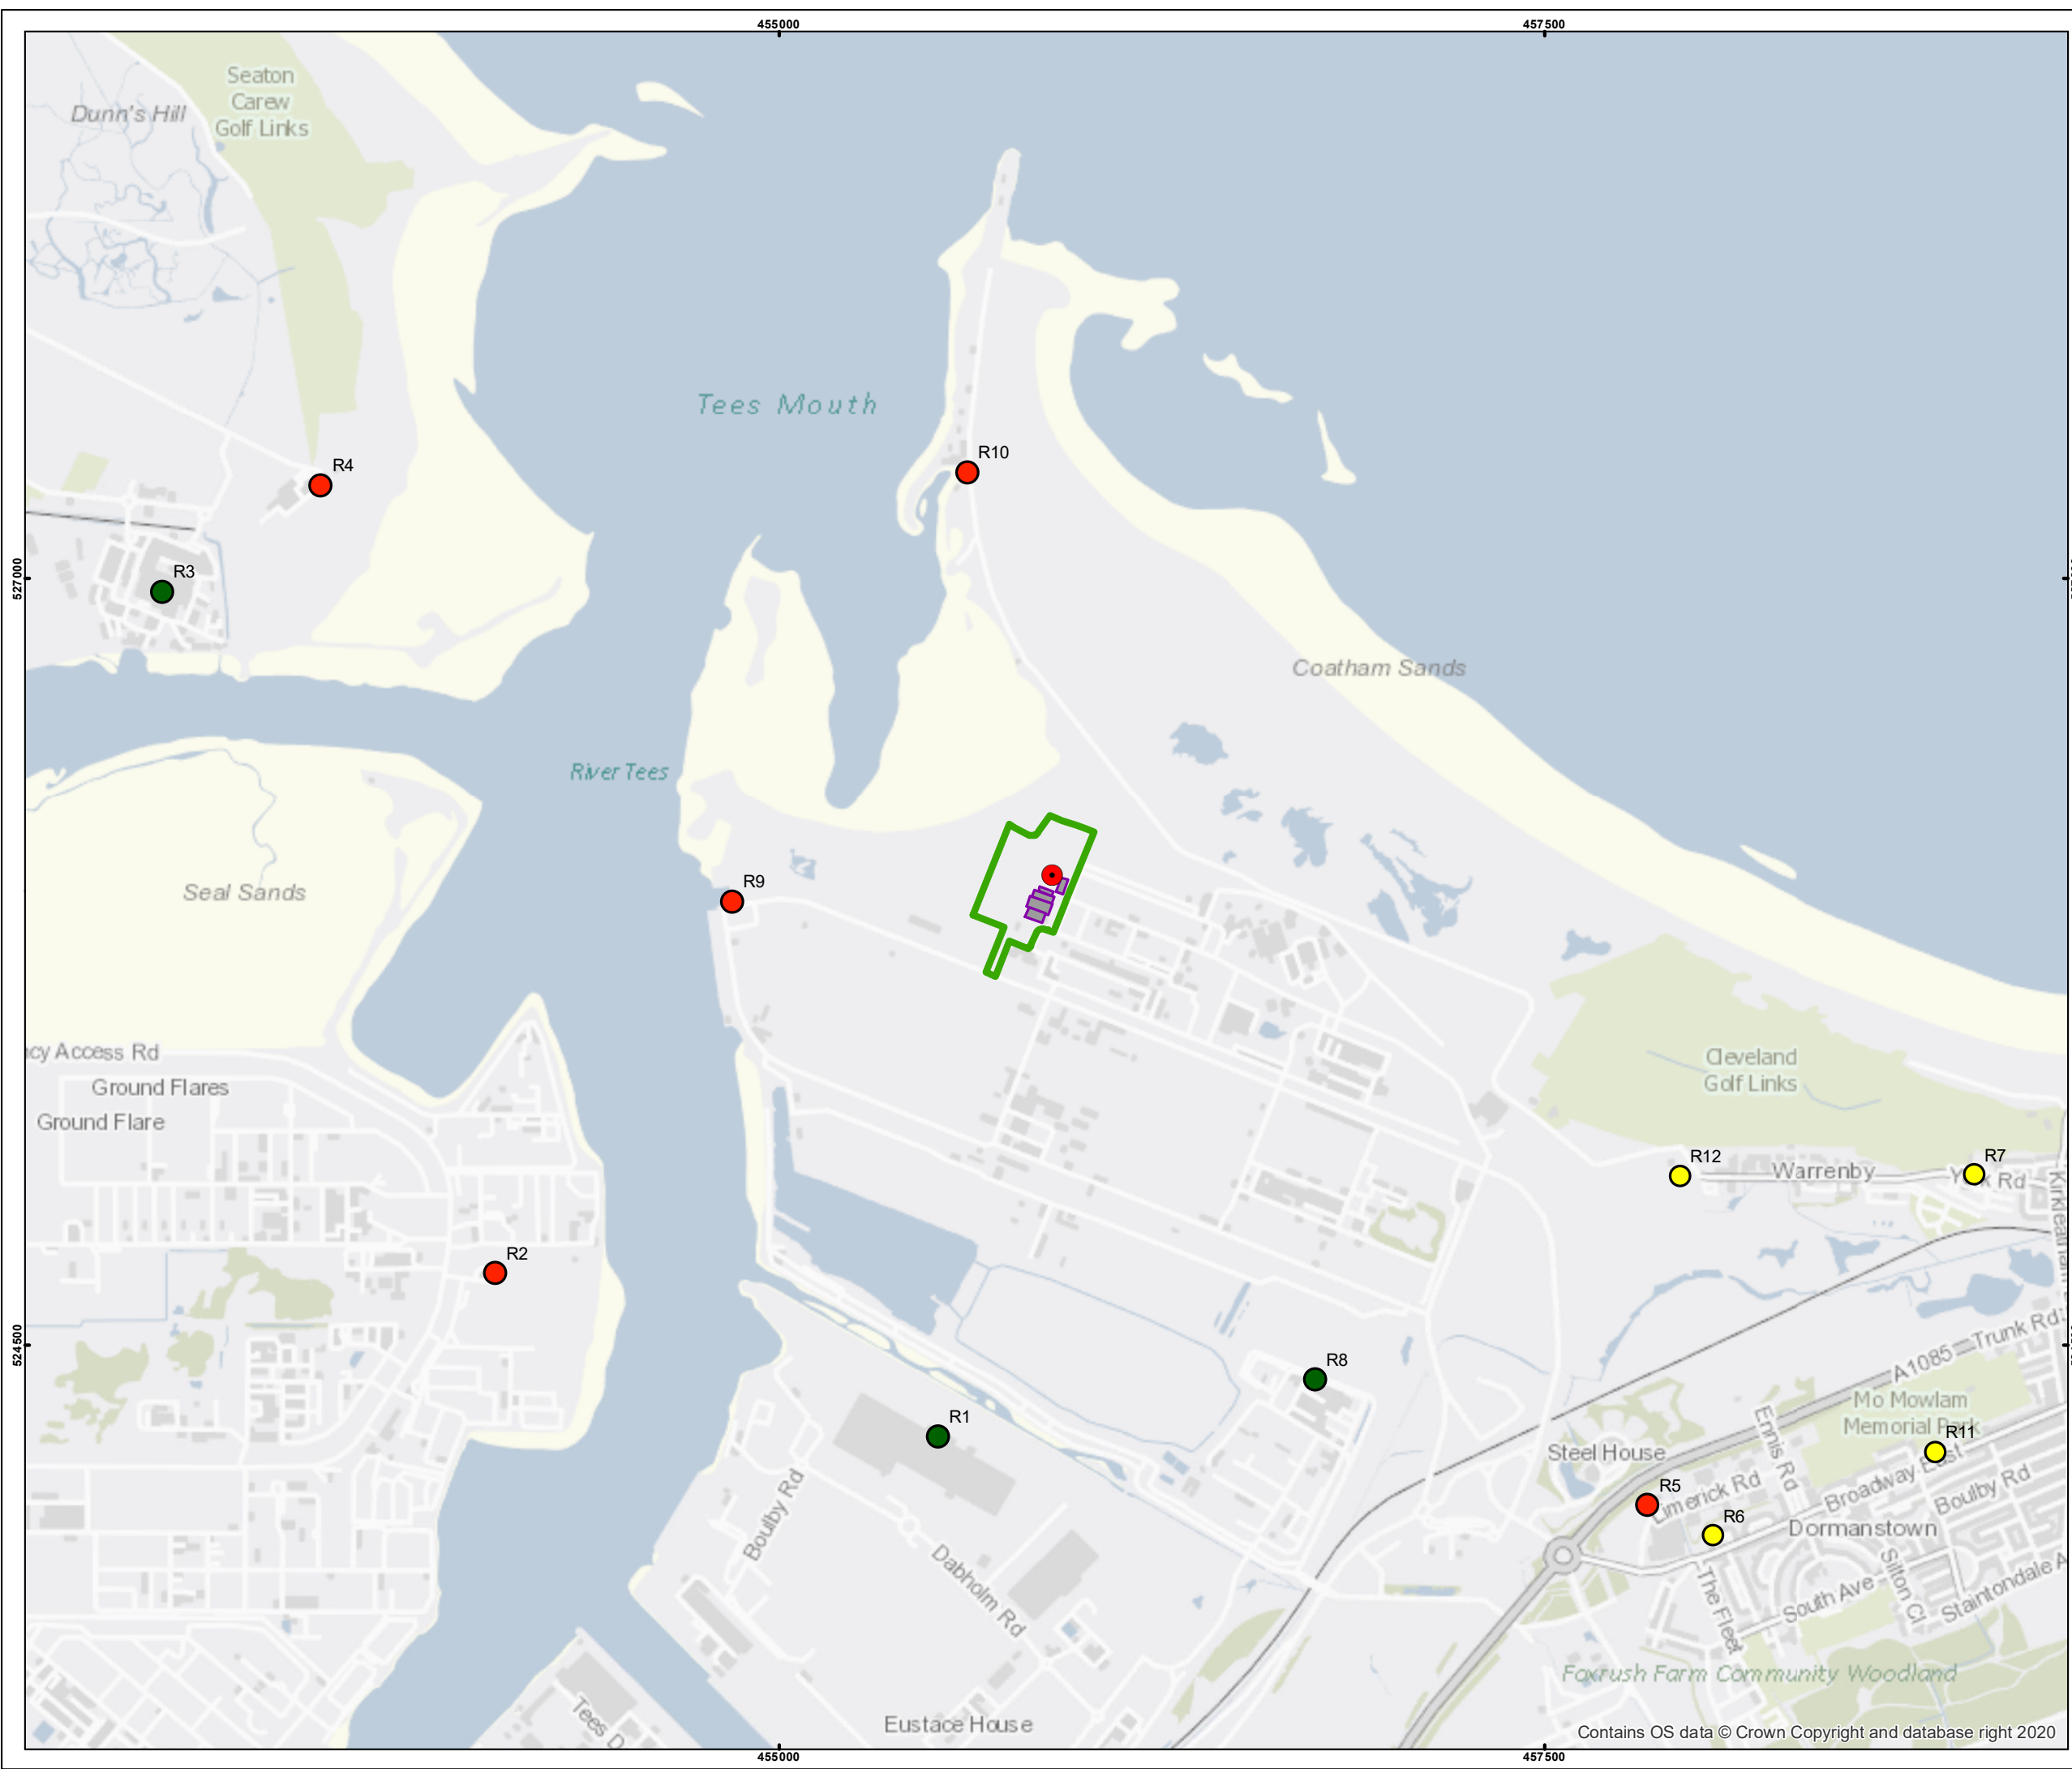 455000
457500
Seaton
Carew
Golf Links
Dunn's Hill
Tees Mouth
R10
R4
527000
R3
Coatham Sands
River Tees
Seal Sands
R9
ncy Access Rd
Ground Flares
Ground Flare
Cleveland
Golf Links
R12
Warrenby
R7
R2
524500
A1085
Trunk Rd
R8
Mo Mowlam
Memorial Park
R1
Ennis Rd
Steel House
R11
Broadway East
Boulby Rd
R5
Limerick Rd
R6
Dormanstown
Boulby Rd
Dabholm Rd
The Fleet
South Ave
Silton Cl
Staintondale A
Foxrush Farm Community Woodland
Tees D
Eustace House
Contains OS data © Crown Copyright and database right 2020
455000
457500